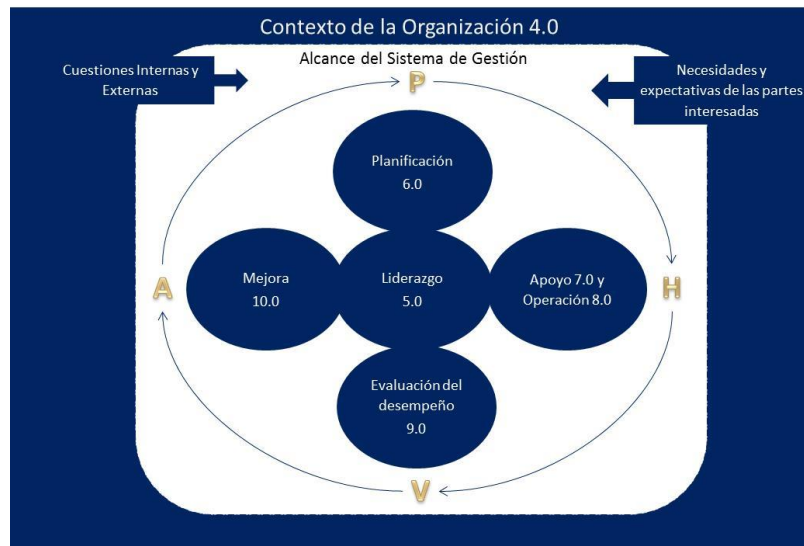 Contexto de la Organización 4.0
Alcance del Sistema de Gestión
Cuestiones Internas y
Externas
Necesidades y
expectativas de las partes
interesadas
P
Planificación
6.0
A
Mejora
10.0
Liderazgo
5.0
Apoyo 7.0 y
Operación 8.0
H
Evaluación del
desempeño
9.0
V